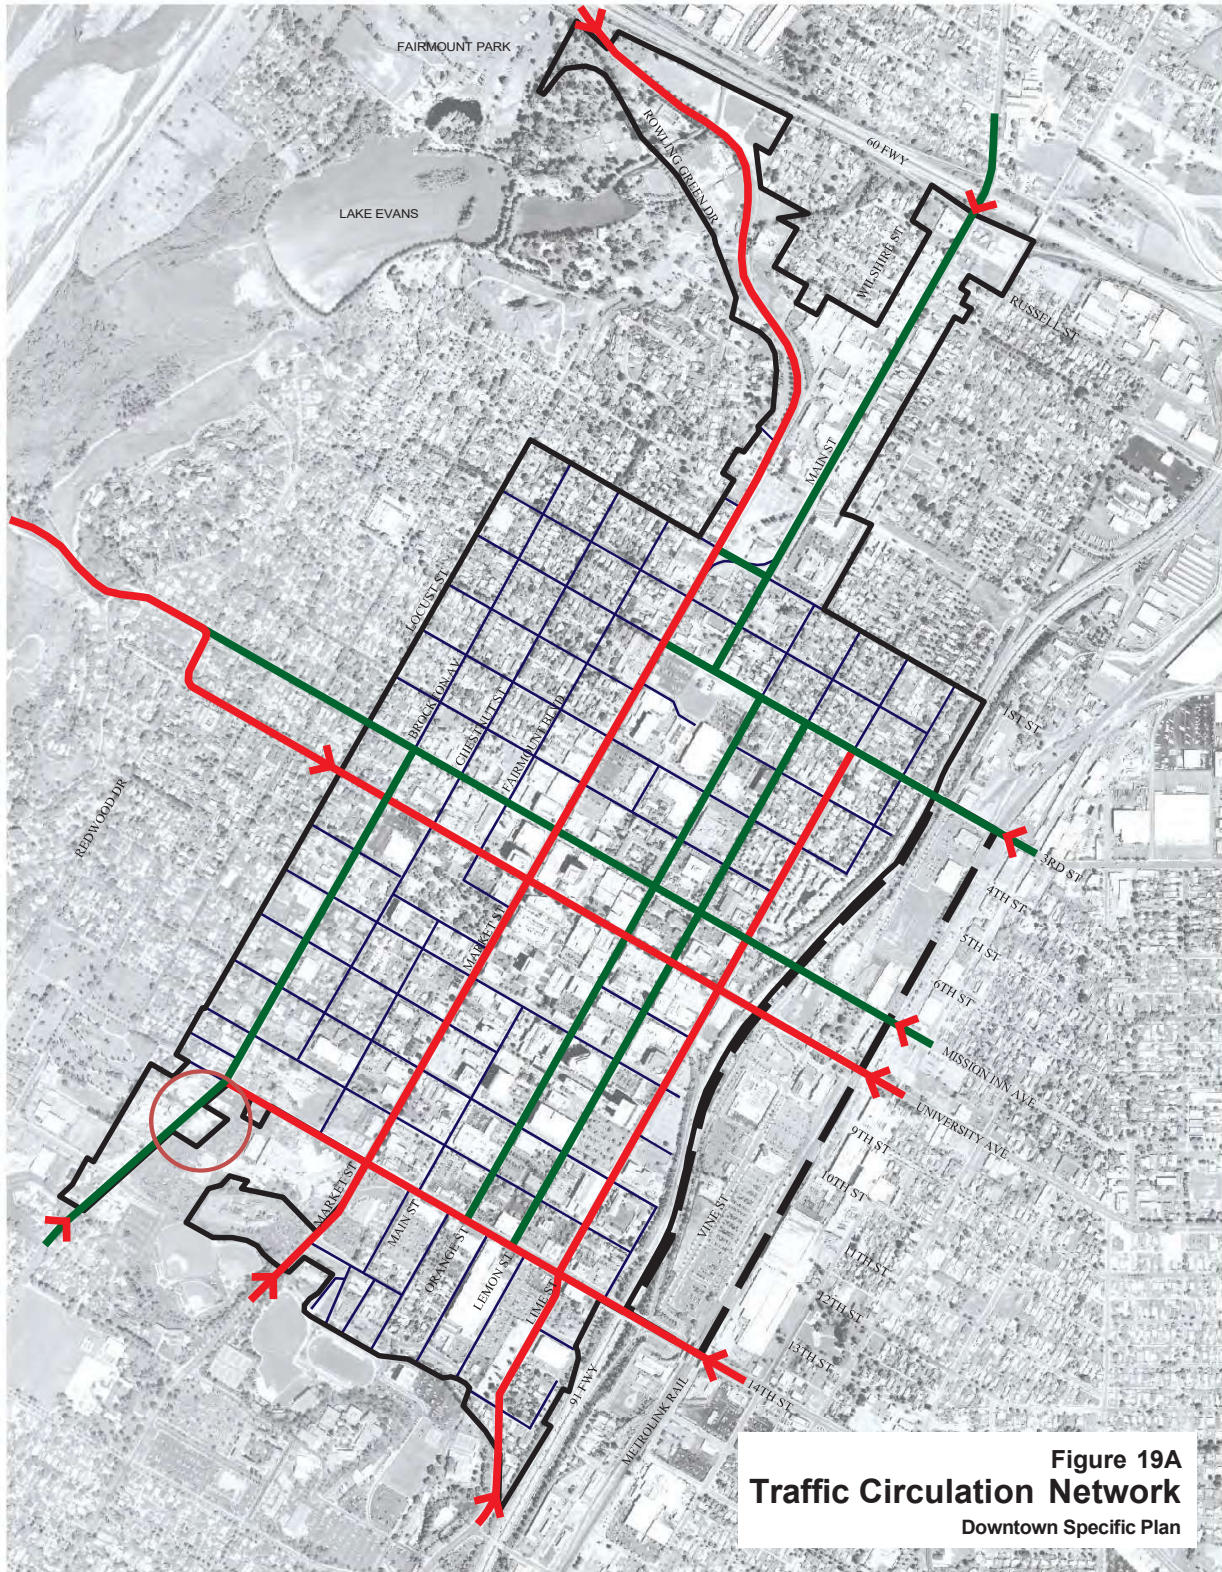 FAIRMOUNT PARK
ROWLING GREEN DR
60 FWY
LAKE EVANS
WILSHIRE ST
RUSSELL ST
MAIN ST
LOCUST ST
BROCKTON AV
CHESTNUT ST
FAIRMOUNT BLVD
1ST ST
REDWOOD DR
3RD ST
4TH ST
5TH ST
6TH ST
MARKET ST
MISSION INN AVE
UNIVERSITY AVE
9TH ST
10TH ST
VINE ST
MARKET ST
MAIN ST
ORANGE ST
LEMON ST
LIME ST
11TH ST
12TH ST
13TH ST
14TH ST
91 FWY
METROLINK RAIL
Figure 19A
Traffic Circulation Network
Downtown Specific Plan